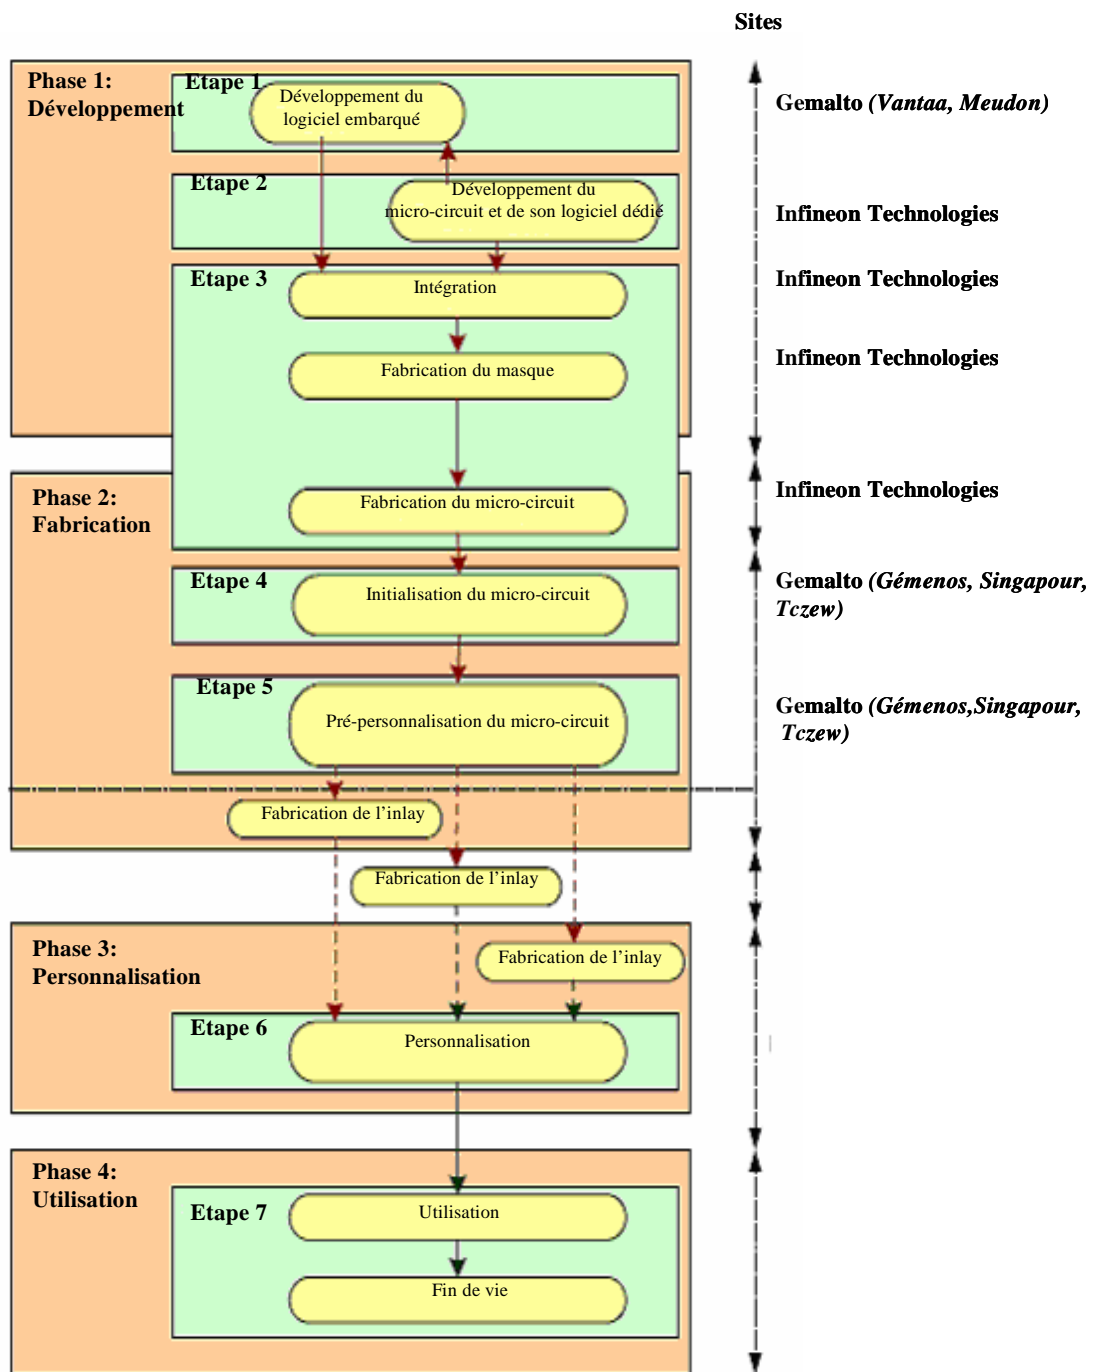 Sites
Phase 1:
Développement
Etape 1
Développement du
logiciel embarqué
Gemalto (Vantaa, Meudon)
Etape 2
Développement du
micro-circuit et de son logiciel dédié
Infineon Technologies
Etape 3
Intégration
Infineon Technologies
Fabrication du masque
Infineon Technologies
Phase 2:
Fabrication
Fabrication du micro-circuit
Infineon Technologies
Etape 4
Initialisation du micro-circuit
Gemalto (Gémenos, Singapour,
Tczew)
Etape 5
Pré-personnalisation du micro-circuit
Gemalto (Gémenos,Singapour,
Tczew)
Fabrication de l'inlay
Fabrication de l'inlay
Phase 3:
Personnalisation
Fabrication de l'inlay
Etape 6
Personnalisation
Phase 4:
Utilisation
Etape 7
Utilisation
Fin de vie